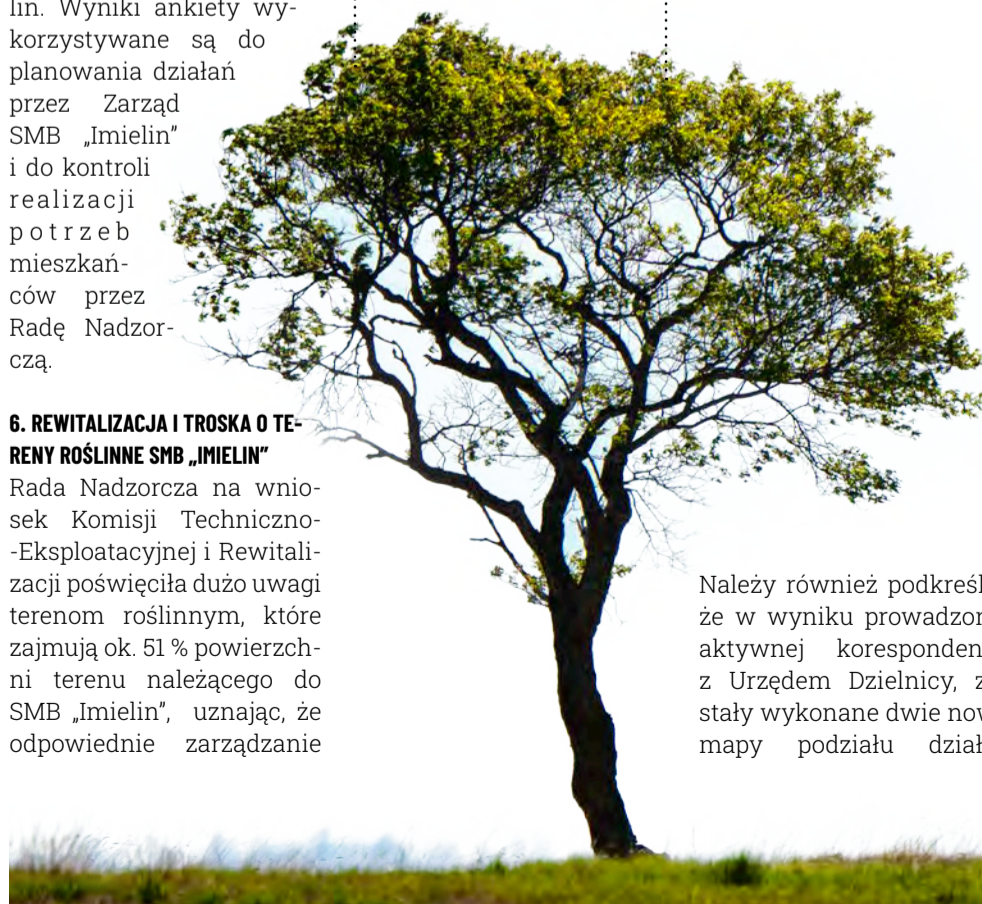 lin. Wyniki ankiety wy-
korzystywane są do
planowania działań
przez Zarząd
SMB „Imielin”
i do kontroli
realizacji
potrzeb
mieszkań-
ców przez
Radę Nadzor-
czą.
6. REWITALIZACJA I TROSKA O TE-
RENY ROŚLINNE SMB „IMIELIN”
Rada Nadzorcza na wnio-
sek Komisji Techniczno-
-Eksploatacyjnej i Rewitali-
zacji poświęciła dużo uwagi
terenom roślinnym, które
zajmują ok. 51 % powierzch-
ni terenu należącego do
SMB „Imielin”, uznając, że
odpowiednie zarządzanie
Należy również podkreśl
że w wyniku prowadzon
aktywnej koresponden
z Urzędem Dzielnicy, z
stały wykonane dwie now
mapy podziału dział